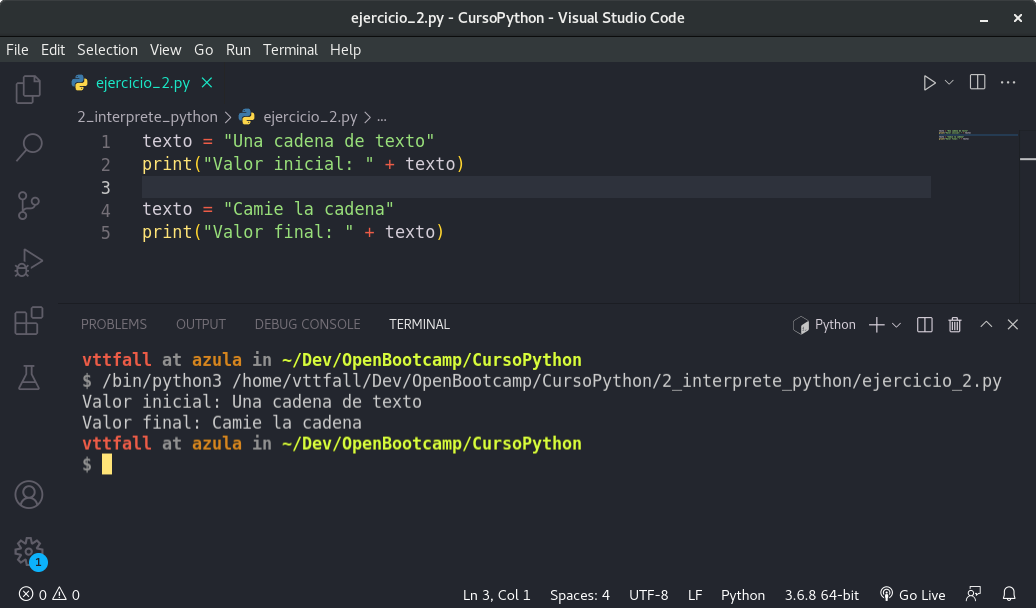 ejercicio_2.py - CursoPython - Visual Studio Code
File Edit Selection View Go Run Terminal Help
ejercicio_2.py
2_interprete_python > ejercicio_2.py > ...
1 texto = "Una cadena de texto"
2 print("Valor inicial: " + texto)
3
4 texto = "Camie la cadena"
5 print("Valor final: " + texto)
PROBLEMS OUTPUT DEBUG CONSOLE TERMINAL Python
vttfall at azula in ~/Dev/OpenBootcamp/CursoPython
$ /bin/python3 /home/vttfall/Dev/OpenBootcamp/CursoPython/2_interprete_python/ejercicio_2.py
Valor inicial: Una cadena de texto
Valor final: Camie la cadena
vttfall at azula in ~/Dev/OpenBootcamp/CursoPython
$
1
0 0 Ln 3, Col 1 Spaces: 4 UTF-8 LF Python 3.6.8 64-bit Go Live